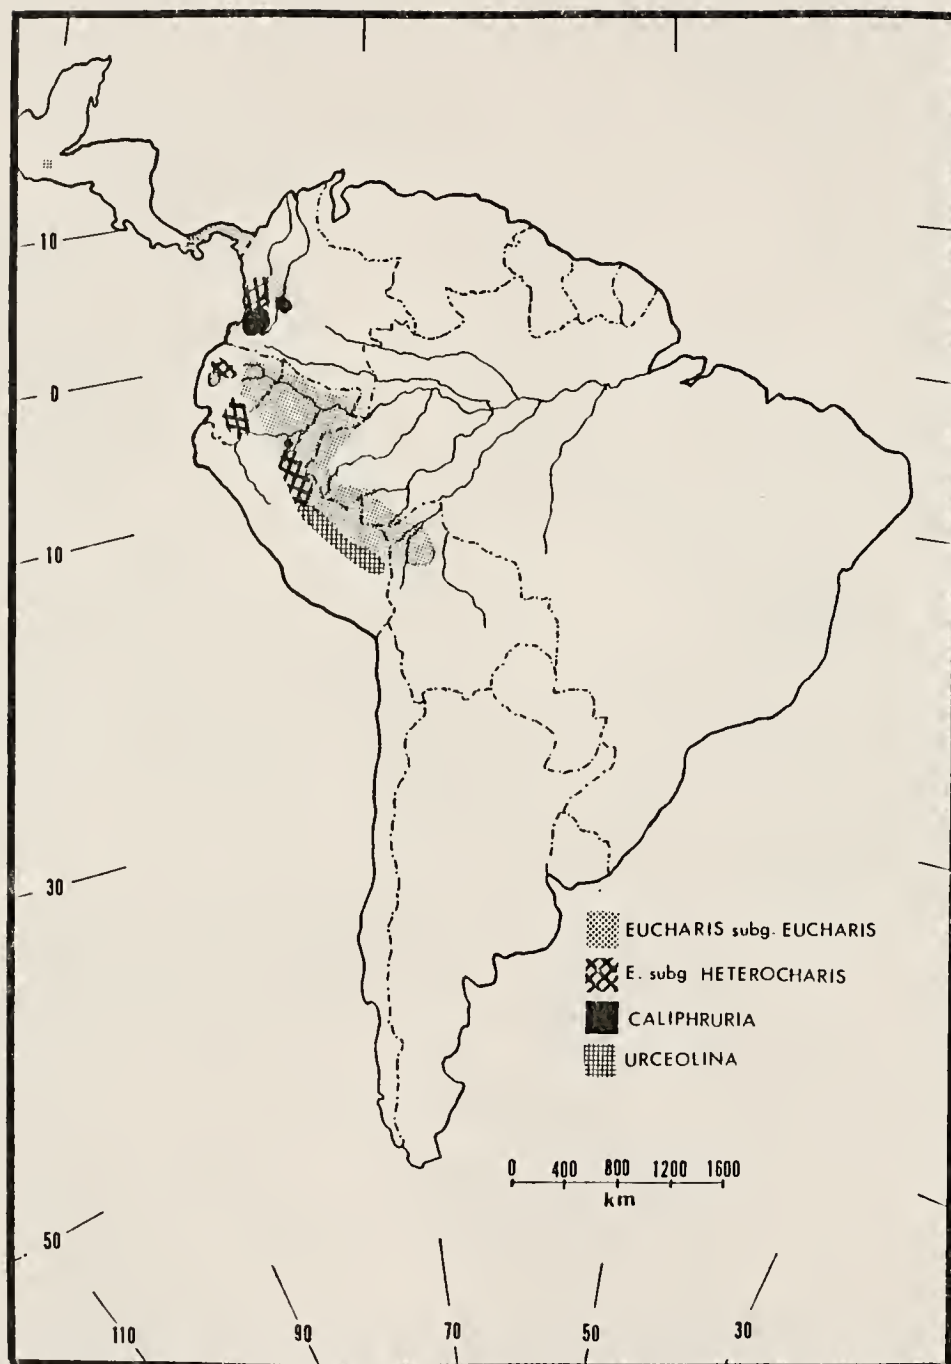 10
0
10
30
50
EUCHARIS subg. EUCHARIS
E. subg HETEROCHARIS
CALIPHRURIA
URCEOLINA
0 400 800 1200 1600
km
110 90 70 50 30